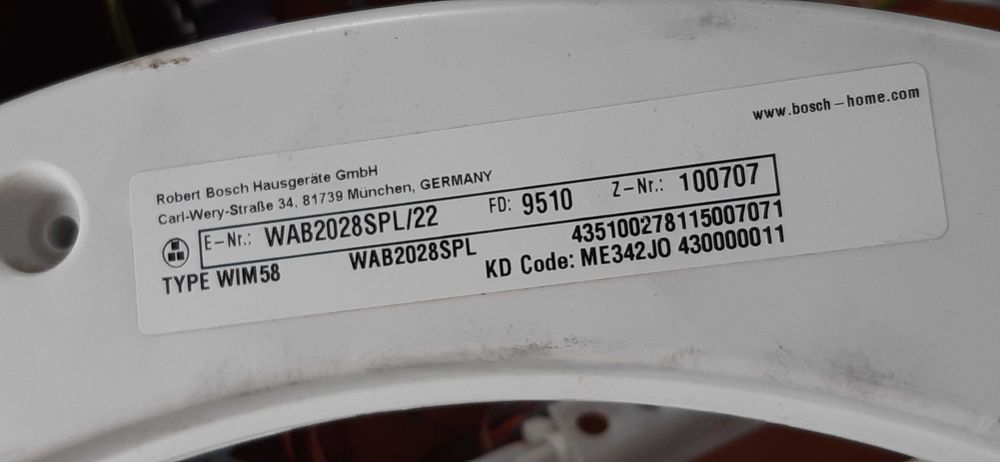 www.bosch-home.com
Robert Bosch Hausgeräte GmbH
Carl-Wery-Straße 34, 81739 München, GERMANY
E-Nr.: WAB2028SPL/22 FD: 9510 Z-Nr.: 100707
TYPE WIM58 WAB2028SPL 435100278115007071
KD Code: ME342JO 430000011